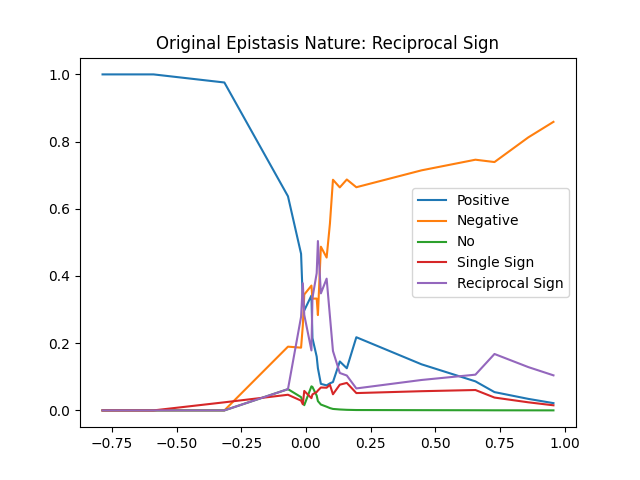 Original Epistasis Nature: Reciprocal Sign
1.0
0.8
0.6
0.4
0.2
0.0
Positive
Negative
No
Single Sign
Reciprocal Sign
−0.75 −0.50 −0.25 0.00 0.25 0.50 0.75 1.00